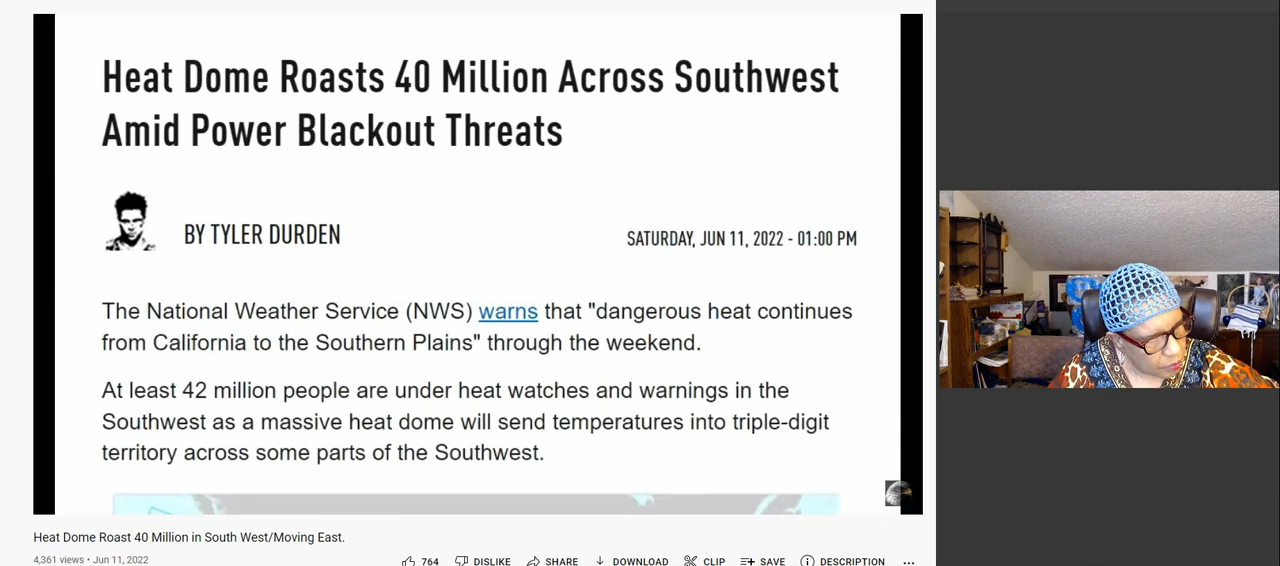 Heat Dome Roasts 40 Million Across Southwest
Amid Power Blackout Threats
BY TYLER DURDEN
SATURDAY, JUN 11, 2022 - 01:00 PM
The National Weather Service (NWS) warns that "dangerous heat continues
from California to the Southern Plains" through the weekend.
At least 42 million people are under heat watches and warnings in the
Southwest as a massive heat dome will send temperatures into triple-digit
territory across some parts of the Southwest.
Heat Dome Roast 40 Million in South West/Moving East.
4,361 views • Jun 11, 2022
764 DISLIKE SHARE DOWNLOAD CLIP SAVE DESCRIPTION ...